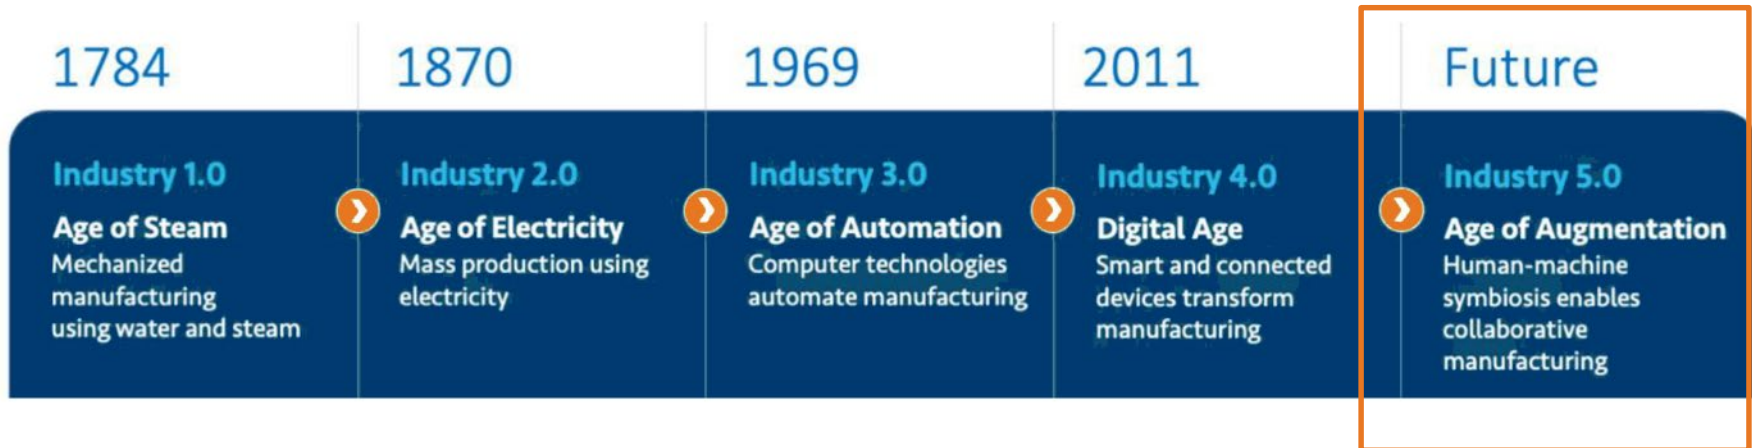 1784
Industry 1.0
Age of Steam
Mechanized
manufacturing
using water and steam
1870
Industry 2.0
Age of Electricity
Mass production using
electricity
1969
Industry 3.0
Age of Automation
Computer technologies
automate manufacturing
2011
Industry 4.0
Digital Age
Smart and connected
devices transform
manufacturing
Future
Industry 5.0
Age of Augmentation
Human-machine
symbiosis enables
collaborative
manufacturing